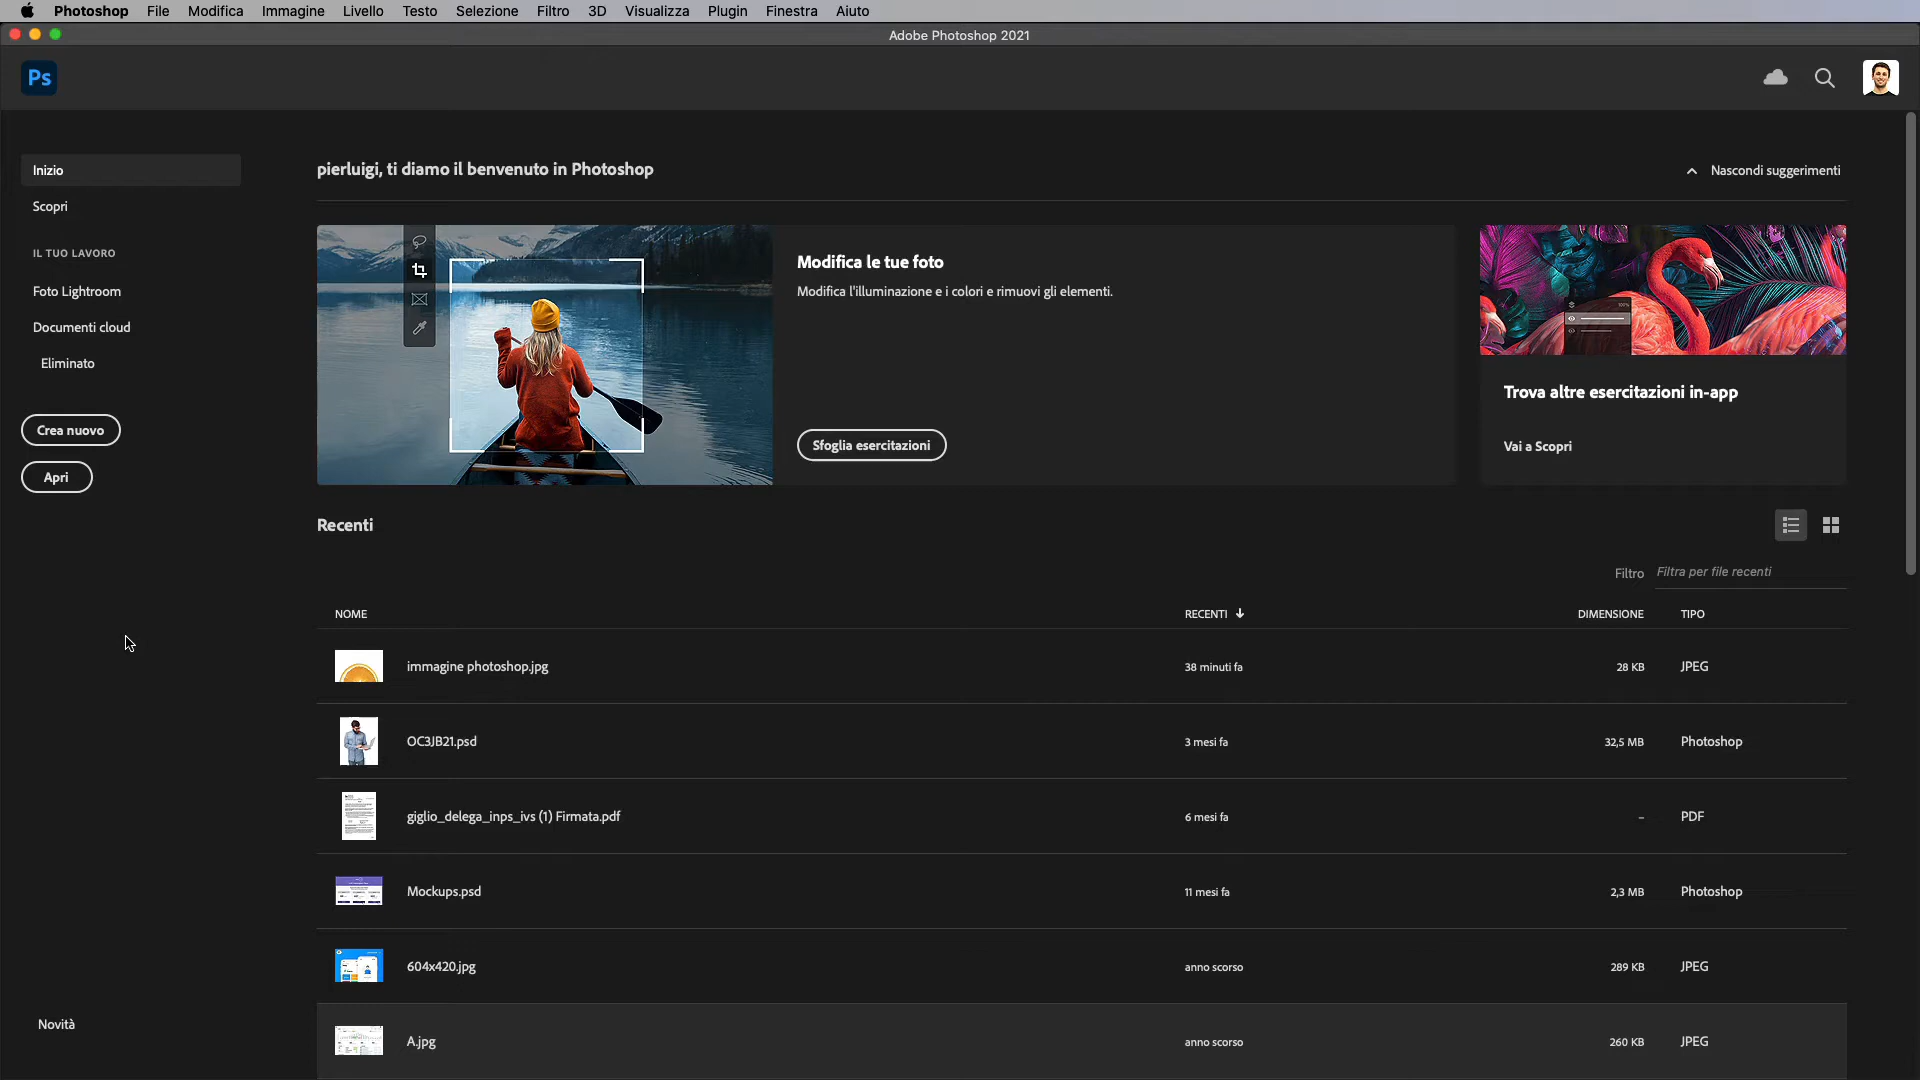 Photoshop File Modifica Immagine Livello Testo Selezione Filtro 3D Visualizza Plugin Finestra Aiuto
Adobe Photoshop 2021
Ps
Inizio
Scopri
IL TUO LAVORO
Foto Lightroom
Documenti cloud
Eliminato
Crea nuovo
Apri
Novità
pierluigi, ti diamo il benvenuto in Photoshop
Nascondi suggerimenti
Modifica le tue foto
Modifica l'illuminazione e i colori e rimuovi gli elementi.
Sfoglia esercitazioni
100%
Trova altre esercitazioni in-app
Vai a Scopri
Recenti
Filtro Filtra per file recenti
NOME RECENTI DIMENSIONE TIPO
immagine photoshop.jpg 38 minuti fa 28 KB JPEG
OC3JB21.psd 3 mesi fa 32,5 MB Photoshop
giglio_delega_inps_ivs (1) Firmata.pdf 6 mesi fa – PDF
Mockups.psd 11 mesi fa 2,3 MB Photoshop
604x420.jpg anno scorso 289 KB JPEG
A.jpg anno scorso 260 KB JPEG